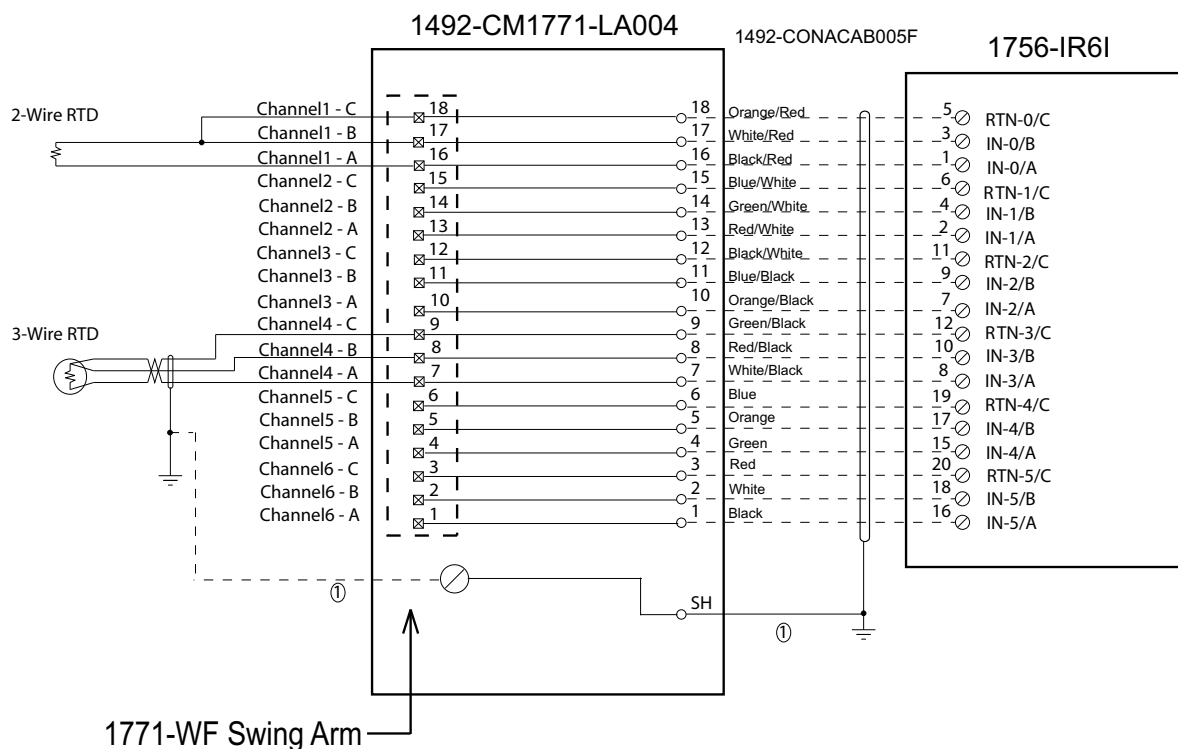 1492-CM1771-LA004
1492-CONACAB005F
1756-IR6I
2-Wire RTD
3-Wire RTD
Channel1 - C 18 18 Orange/Red 5 RTN-0/C
Channel1 - B 17 17 White/Red 3 IN-0/B
Channel1 - A 16 16 Black/Red 1 IN-0/A
Channel2 - C 15 15 Blue/White 6 RTN-1/C
Channel2 - B 14 14 Green/White 4 IN-1/B
Channel2 - A 13 13 Red/White 2 IN-1/A
Channel3 - C 12 12 Black/White 11 RTN-2/C
Channel3 - B 11 11 Blue/Black 9 IN-2/B
Channel3 - A 10 10 Orange/Black 7 IN-2/A
Channel4 - C 9 9 Green/Black 12 RTN-3/C
Channel4 - B 8 8 Red/Black 10 IN-3/B
Channel4 - A 7 7 White/Black 8 IN-3/A
Channel5 - C 6 6 Blue 19 RTN-4/C
Channel5 - B 5 5 Orange 17 IN-4/B
Channel5 - A 4 4 Green 15 IN-4/A
Channel6 - C 3 3 Red 20 RTN-5/C
Channel6 - B 2 2 White 18 IN-5/B
Channel6 - A 1 1 Black 16 IN-5/A
① SH ①
1771-WF Swing Arm